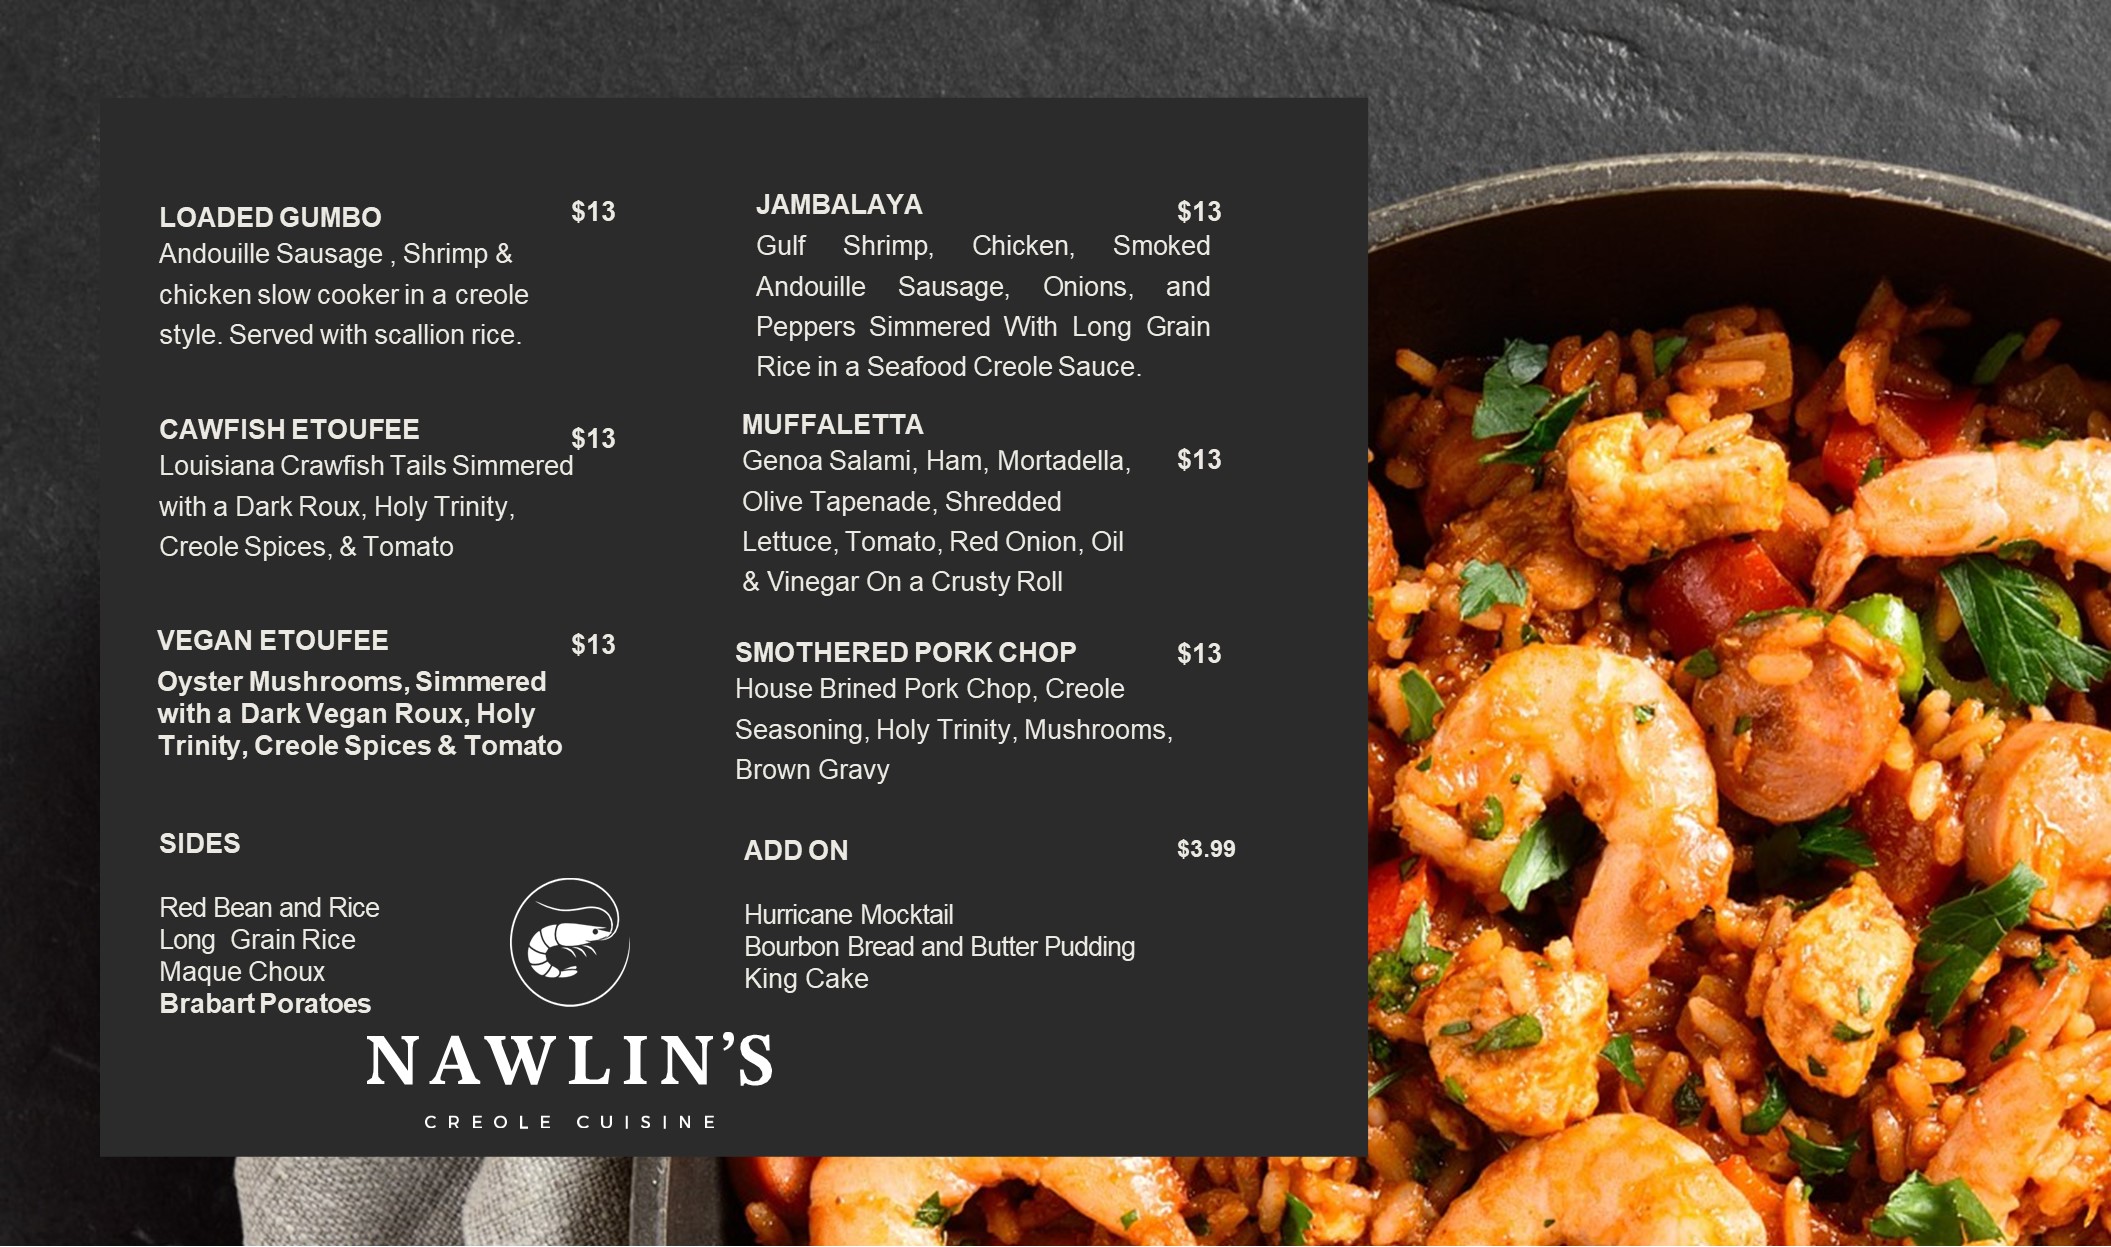 LOADED GUMBO $13
Andouille Sausage , Shrimp &
chicken slow cooker in a creole
style. Served with scallion rice.
CAWFISH ETOUFEE $13
Louisiana Crawfish Tails Simmered
with a Dark Roux, Holy Trinity,
Creole Spices, & Tomato
VEGAN ETOUFEE $13
Oyster Mushrooms, Simmered
with a Dark Vegan Roux, Holy
Trinity, Creole Spices & Tomato
SIDES
Red Bean and Rice
Long Grain Rice
Maque Choux
Brabart Poratoes
JAMBALAYA $13
Gulf Shrimp, Chicken, Smoked
Andouille Sausage, Onions, and
Peppers Simmered With Long Grain
Rice in a Seafood Creole Sauce.
MUFFALETTA
Genoa Salami, Ham, Mortadella, $13
Olive Tapenade, Shredded
Lettuce, Tomato, Red Onion, Oil
& Vinegar On a Crusty Roll
SMOTHERED PORK CHOP $13
House Brined Pork Chop, Creole
Seasoning, Holy Trinity, Mushrooms,
Brown Gravy
ADD ON $3.99
Hurricane Mocktail
Bourbon Bread and Butter Pudding
King Cake
NAWLIN’S
CREOLE CUISINE